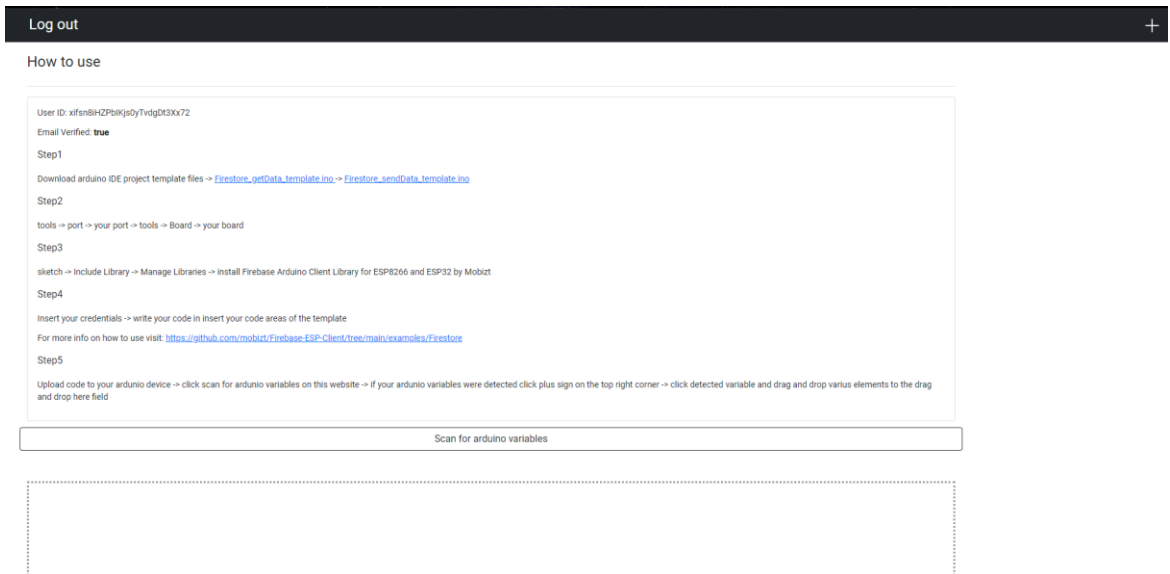 Log out
+
How to use
User ID: xifsn8iHZPbIKjs0yTvdgDt3Xx72
Email Verified: true
Step1
Download arduino IDE project template files -> Firestore_getData_template.ino -> Firestore_sendData_template.ino
Step2
tools -> port -> your port -> tools -> Board -> your board
Step3
sketch -> Include Library -> Manage Libraries -> install Firebase Arduino Client Library for ESP8266 and ESP32 by Mobizt
Step4
Insert your credentials -> write your code in insert your code areas of the template
For more info on how to use visit: https://github.com/mobizt/Firebase-ESP-Client/tree/main/examples/Firestore
Step5
Upload code to your ardunio device -> click scan for ardunio variables on this website -> if your ardunio variables were detected click plus sign on the top right corner -> click detected variable and drag and drop varius elements to the drag
and drop here field
Scan for arduino variables